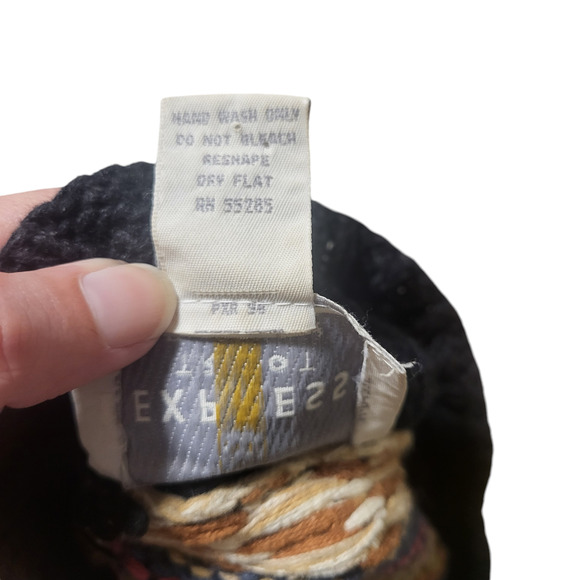 HAND WASH ONLY
DO NOT BLEACH
RESHAPE
DRY FLAT
RN 55285
EXPRESS